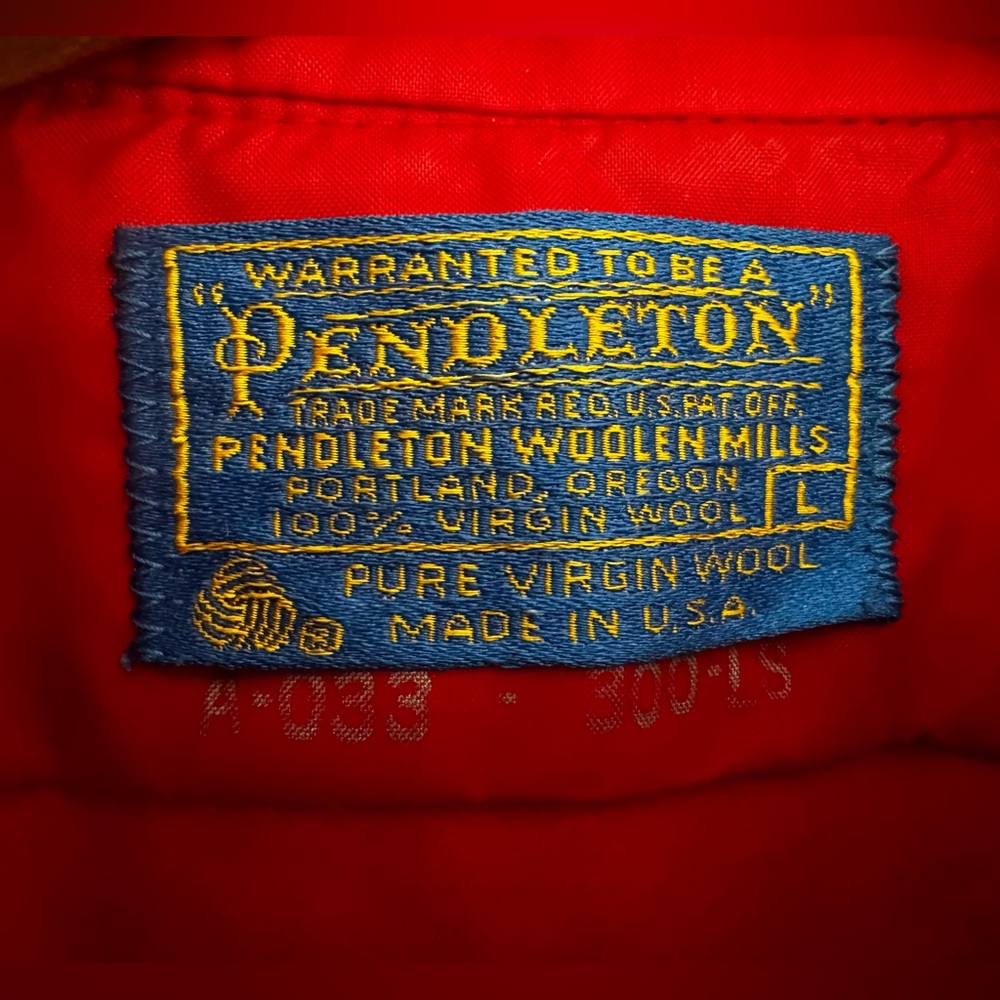 WARRANTED TO BE A
"PENDLETON"
TRADE MARK REG. U.S. PAT. OFF.
PENDLETON WOOLEN MILLS
PORTLAND, OREGON
100% VIRGIN WOOL L
PURE VIRGIN WOOL
R MADE IN U.S.A.
A-033 · 300-LS